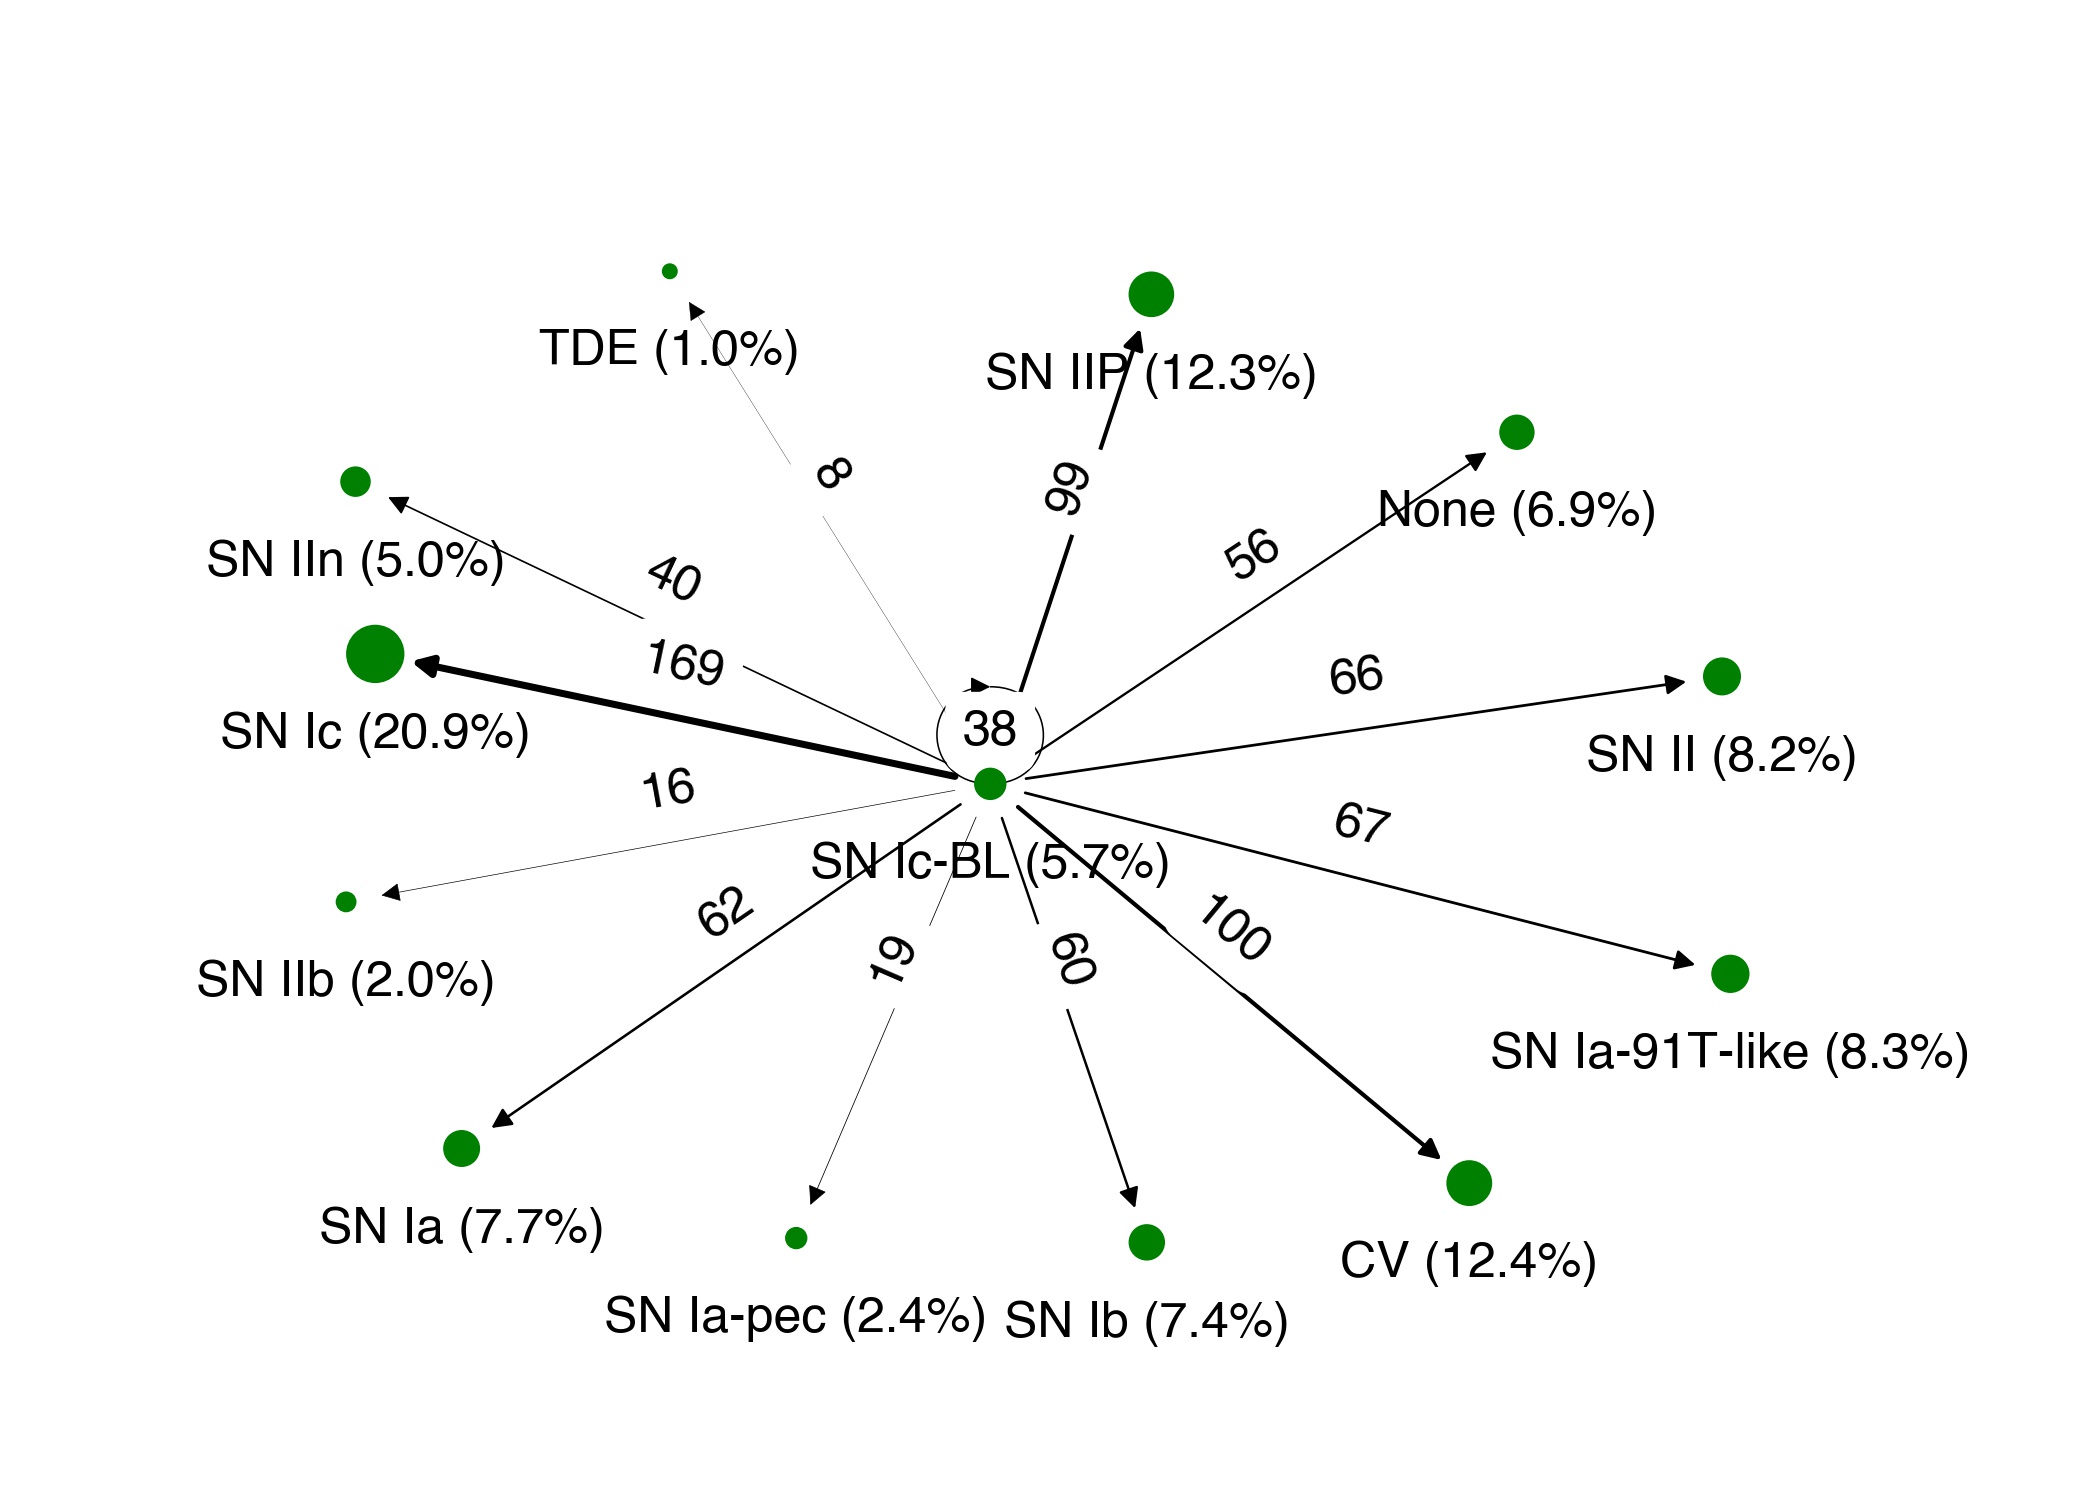 TDE (1.0%)
SN IIP (12.3%)
8
99
None (6.9%)
SN IIn (5.0%)
40
56
169
66
SN Ic (20.9%)
38
SN II (8.2%)
16
67
SN Ic-BL (5.7%)
62
100
19
60
SN IIb (2.0%)
SN Ia-91T-like (8.3%)
SN Ia (7.7%)
CV (12.4%)
SN Ia-pec (2.4%)
SN Ib (7.4%)